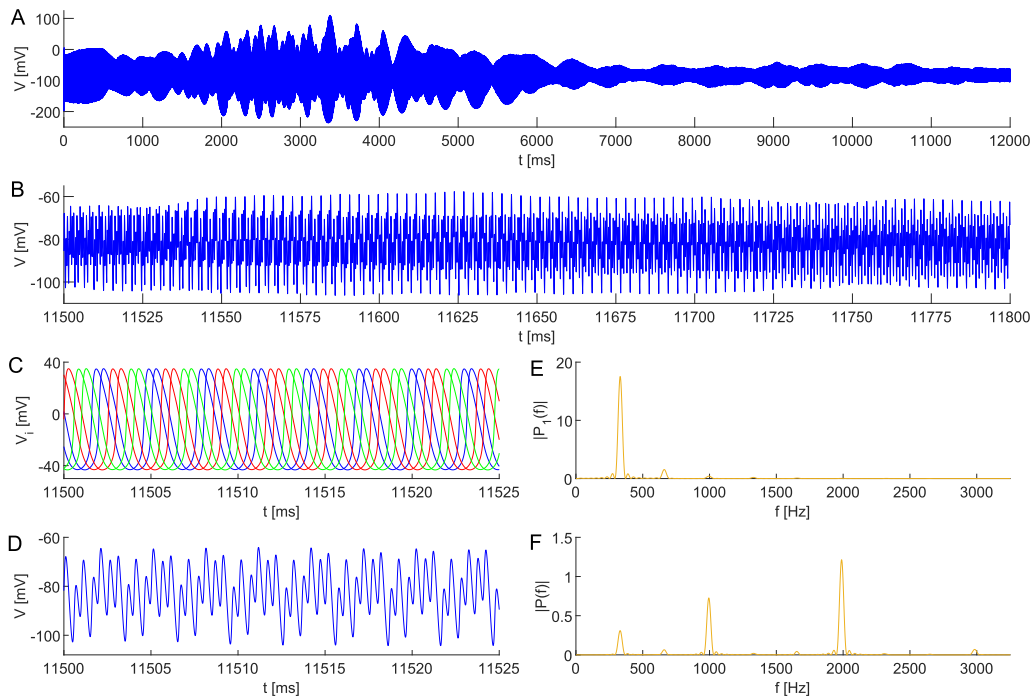 A
V [mV]
100
0
-100
-200
0 1000 2000 3000 4000 5000 6000 7000 8000 9000 10000 11000 12000
t [ms]
B
V [mV]
-60
-80
-100
11500 11525 11550 11575 11600 11625 11650 11675 11700 11725 11750 11775 11800
t [ms]
C
V_i [mV]
40
0
-40
11500 11505 11510 11515 11520 11525
t [ms]
E
|P_1(f)|
20
10
0
0 500 1000 1500 2000 2500 3000
f [Hz]
D
V [mV]
-60
-80
-100
11500 11505 11510 11515 11520 11525
t [ms]
F
|P(f)|
1.5
1
0.5
0
0 500 1000 1500 2000 2500 3000
f [Hz]